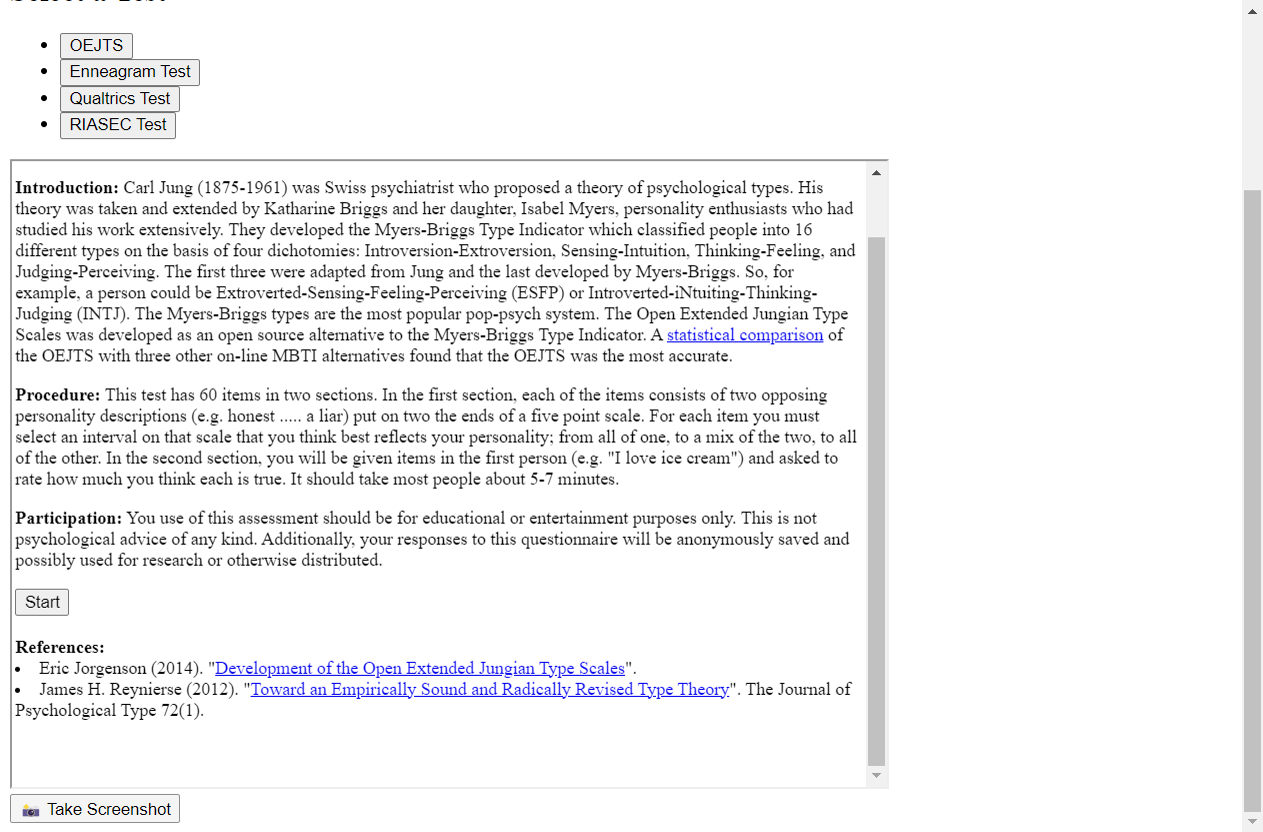 OEJTS
Enneagram Test
Qualtrics Test
RIASEC Test
Introduction: Carl Jung (1875-1961) was Swiss psychiatrist who proposed a theory of psychological types. His
theory was taken and extended by Katharine Briggs and her daughter, Isabel Myers, personality enthusiasts who had
studied his work extensively. They developed the Myers-Briggs Type Indicator which classified people into 16
different types on the basis of four dichotomies: Introversion-Extroversion, Sensing-Intuition, Thinking-Feeling, and
Judging-Perceiving. The first three were adapted from Jung and the last developed by Myers-Briggs. So, for
example, a person could be Extroverted-Sensing-Feeling-Perceiving (ESFP) or Introverted-iNtuiting-Thinking-
Judging (INTJ). The Myers-Briggs types are the most popular pop-psych system. The Open Extended Jungian Type
Scales was developed as an open source alternative to the Myers-Briggs Type Indicator. A statistical comparison of
the OEJTS with three other on-line MBTI alternatives found that the OEJTS was the most accurate.
Procedure: This test has 60 items in two sections. In the first section, each of the items consists of two opposing
personality descriptions (e.g. honest ..... a liar) put on two the ends of a five point scale. For each item you must
select an interval on that scale that you think best reflects your personality; from all of one, to a mix of the two, to all
of the other. In the second section, you will be given items in the first person (e.g. "I love ice cream") and asked to
rate how much you think each is true. It should take most people about 5-7 minutes.
Participation: You use of this assessment should be for educational or entertainment purposes only. This is not
psychological advice of any kind. Additionally, your responses to this questionnaire will be anonymously saved and
possibly used for research or otherwise distributed.
Start
References:
Eric Jorgenson (2014). "Development of the Open Extended Jungian Type Scales".
James H. Reynierse (2012). "Toward an Empirically Sound and Radically Revised Type Theory". The Journal of
Psychological Type 72(1).
Take Screenshot